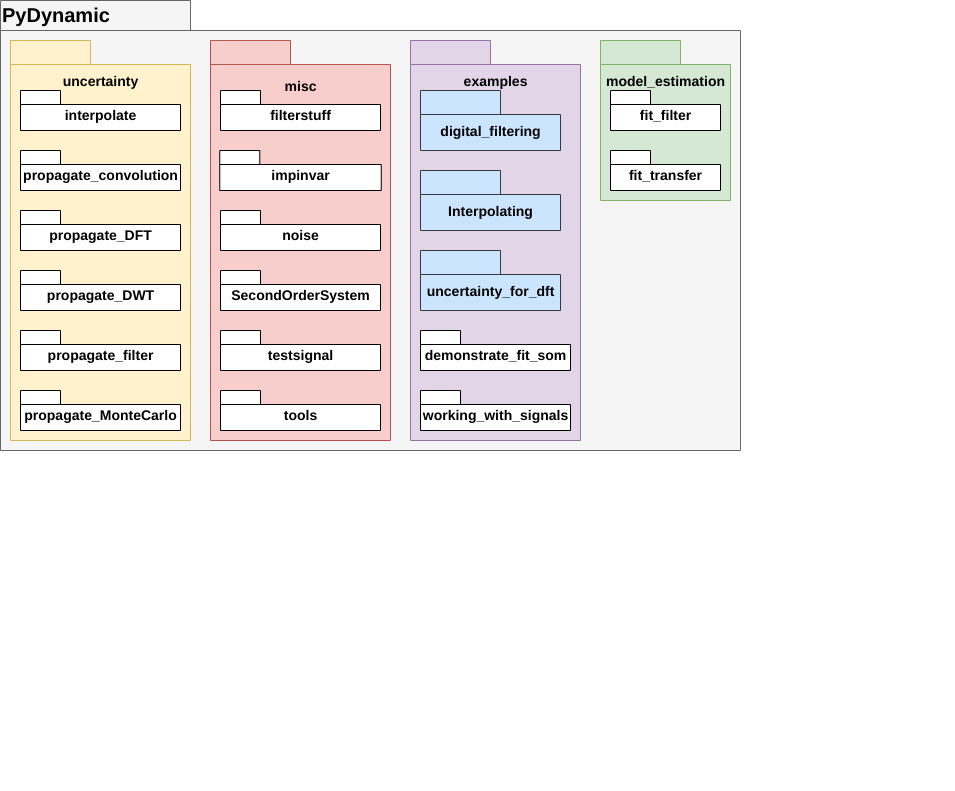 PyDynamic
uncertainty
interpolate
propagate_convolution
propagate_DFT
propagate_DWT
propagate_filter
propagate_MonteCarlo
misc
filterstuff
impinvar
noise
SecondOrderSystem
testsignal
tools
examples
digital_filtering
Interpolating
uncertainty_for_dft
demonstrate_fit_som
working_with_signals
model_estimation
fit_filter
fit_transfer